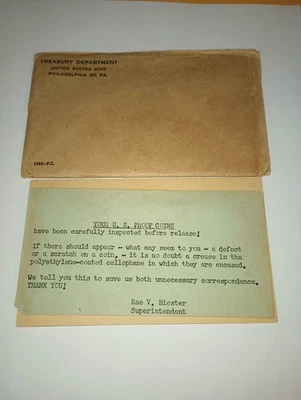 TREASURY DEPARTMENT
UNITED STATES MINT
PHILADELPHIA 30, PA.
YOUR U. S. PROOF COINS
have been carefully inspected before release!
If there should appear - what may seem to you - a defect
or a scratch on a coin, - it is no doubt a crease in the
polyethylene-coated cellophane in which they are encased.
We tell you this to save us both unnecessary correspondence.
THANK YOU!
Rae V. Biester
Superintendent